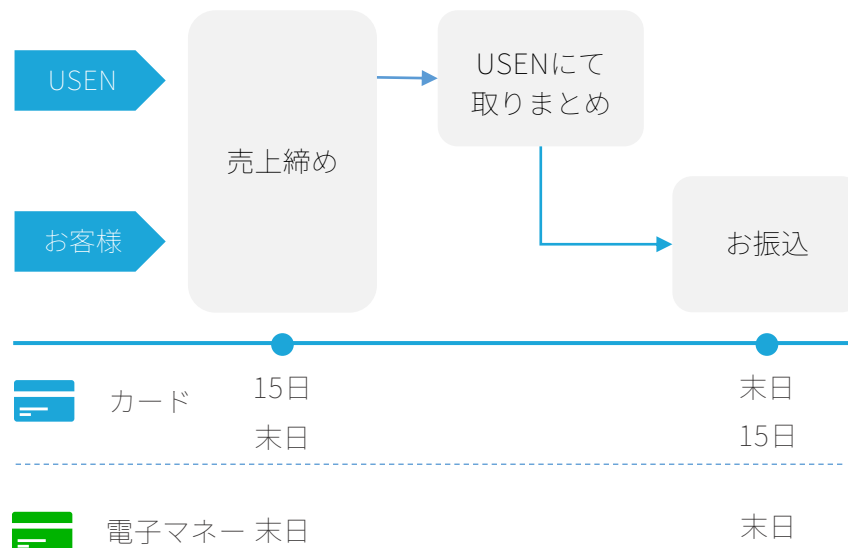 USEN
売上締め
USENにて
取りまとめ
お客様
お振込
カード
15日
末日
末日
15日
電子マネー 末日
末日